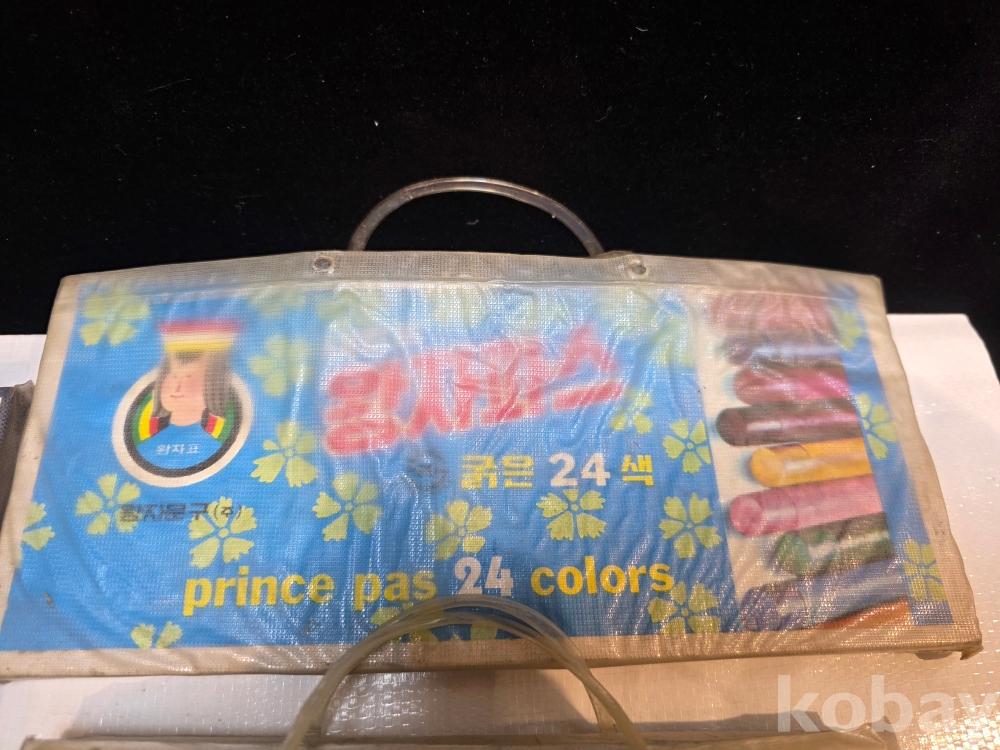 왕자파스
굵은 24 색
왕자표
왕자문구(주)
prince pas 24 colors
kobay